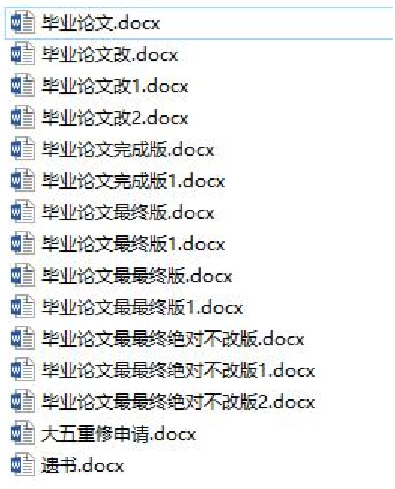 毕业论文.docx
毕业论文改.docx
毕业论文改1.docx
毕业论文改2.docx
毕业论文完成版.docx
毕业论文完成版1.docx
毕业论文最终版.docx
毕业论文最终版1.docx
毕业论文最最终版.docx
毕业论文最最终版1.docx
毕业论文最最终绝对不改版.docx
毕业论文最最终绝对不改版1.docx
毕业论文最最终绝对不改版2.docx
大五重修申请.docx
遗书.docx